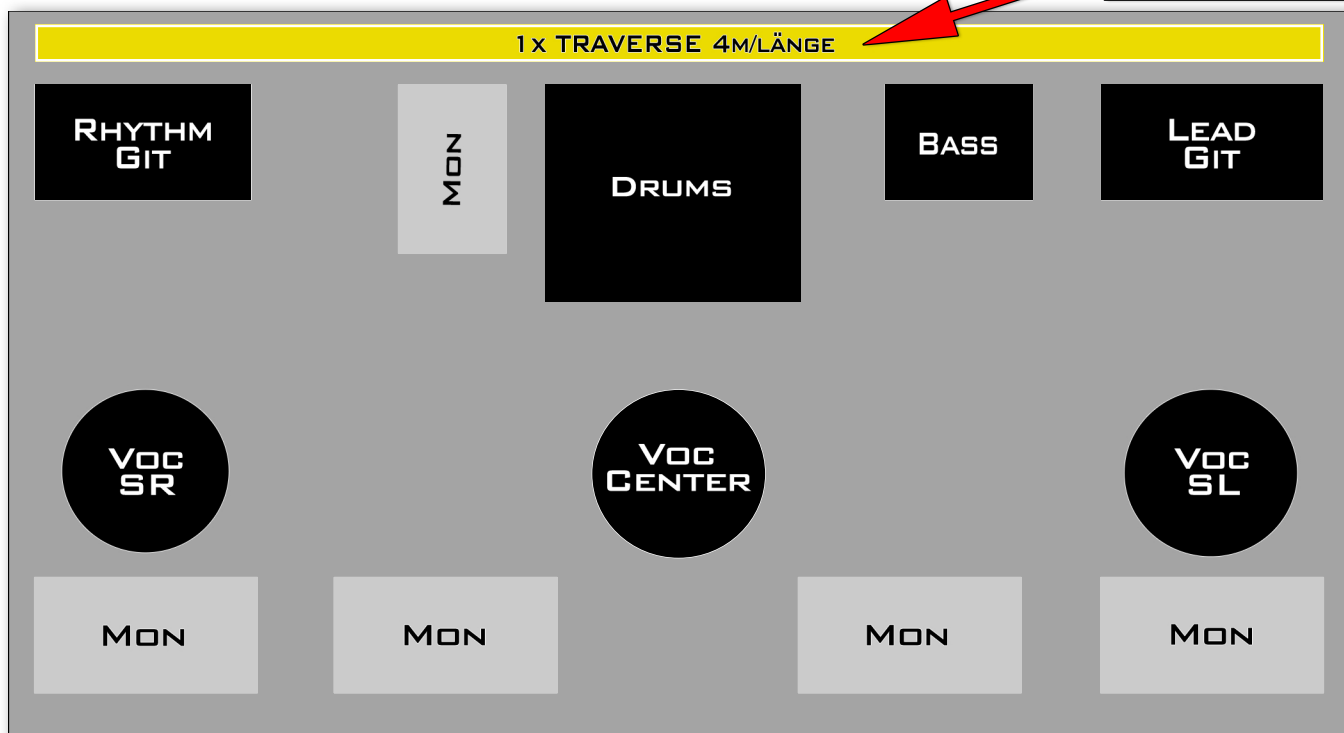 1x TRAVERSE 4M/LÄNGE
RHYTHM
GIT
MON
DRUMS
BASS
LEAD
GIT
VOC
SR
VOC
CENTER
VOC
SL
MON
MON
MON
MON